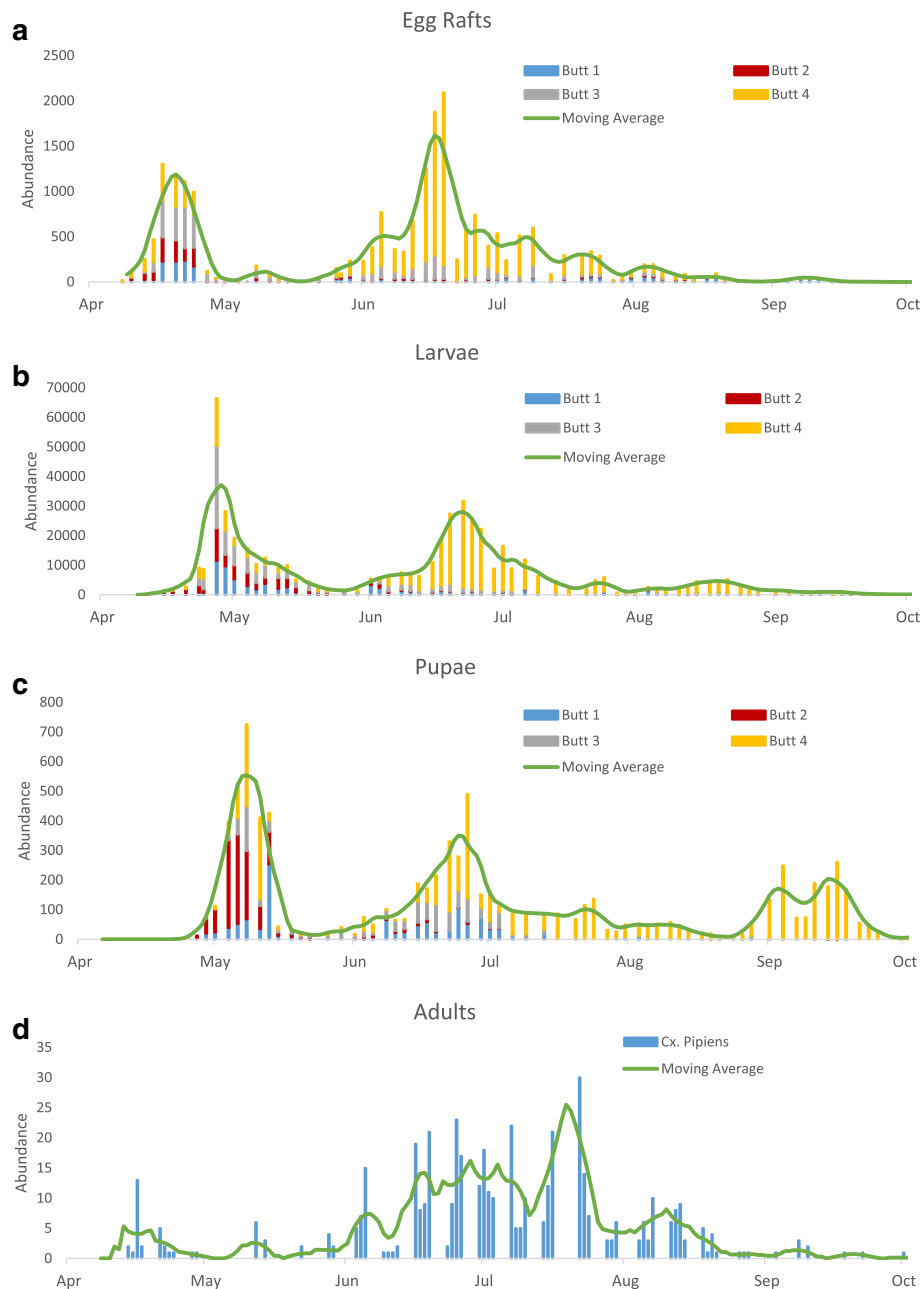 a
Egg Rafts
2500
2000
1500
1000
500
0
Abundance
Butt 1
Butt 2
Butt 3
Butt 4
Moving Average
Apr May Jun Jul Aug Sep Oct
b
Larvae
70000
60000
50000
40000
30000
20000
10000
0
Abundance
Butt 1
Butt 2
Butt 3
Butt 4
Moving Average
Apr May Jun Jul Aug Sep Oct
c
Pupae
800
700
600
500
400
300
200
100
0
Abundance
Butt 1
Butt 2
Butt 3
Butt 4
Moving Average
Apr May Jun Jul Aug Sep Oct
d
Adults
35
30
25
20
15
10
5
0
Abundance
Cx. Pipiens
Moving Average
Apr May Jun Jul Aug Sep Oct